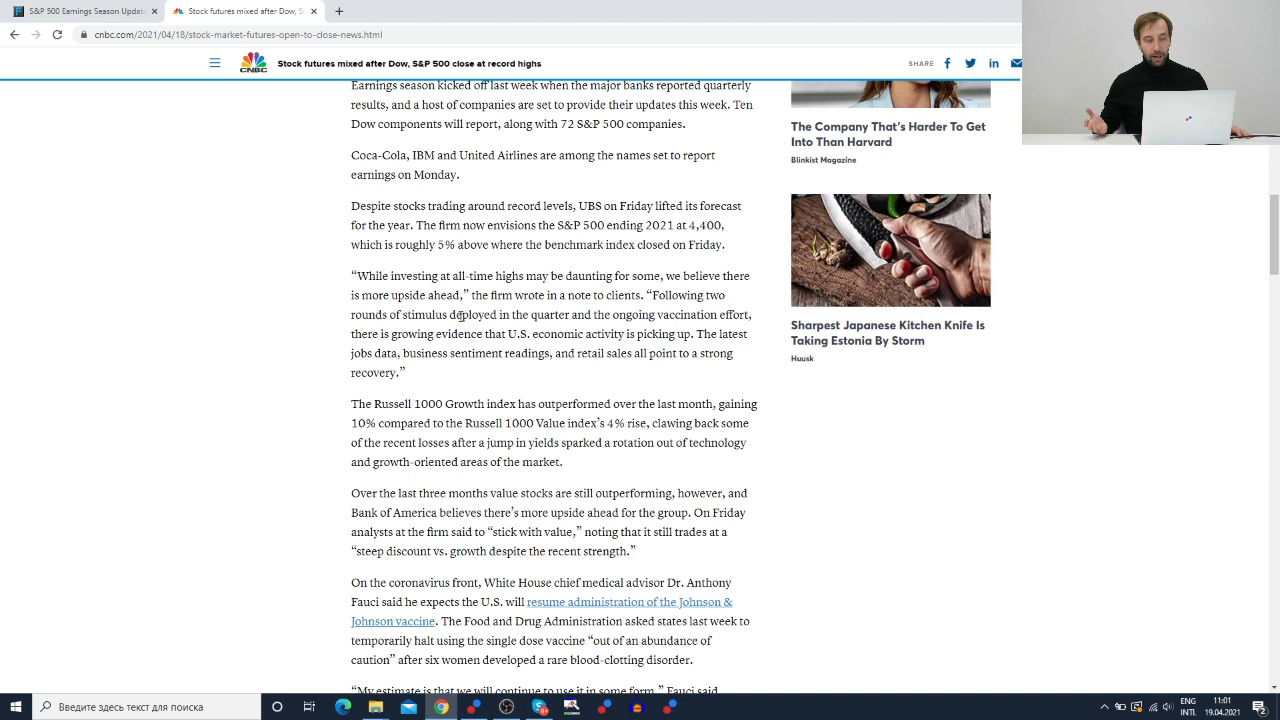 S&P 500 Earnings Season Update
Stock futures mixed after Dow, S
cnbc.com/2021/04/18/stock-market-futures-open-to-close-news.html
CNBC
Stock futures mixed after Dow, S&P 500 close at record highs
SHARE
Earnings season kicked off last week when the major banks reported quarterly
results, and a host of companies are set to provide their updates this week. Ten
Dow components will report, along with 72 S&P 500 companies.
Coca-Cola, IBM and United Airlines are among the names set to report
earnings on Monday.
Despite stocks trading around record levels, UBS on Friday lifted its forecast
for the year. The firm now envisions the S&P 500 ending 2021 at 4,400,
which is roughly 5% above where the benchmark index closed on Friday.
“While investing at all-time highs may be daunting for some, we believe there
is more upside ahead,” the firm wrote in a note to clients. “Following two
rounds of stimulus deployed in the quarter and the ongoing vaccination effort,
there is growing evidence that U.S. economic activity is picking up. The latest
jobs data, business sentiment readings, and retail sales all point to a strong
recovery.”
The Russell 1000 Growth index has outperformed over the last month, gaining
10% compared to the Russell 1000 Value index’s 4% rise, clawing back some
of the recent losses after a jump in yields sparked a rotation out of technology
and growth-oriented areas of the market.
Over the last three months value stocks are still outperforming, however, and
Bank of America believes there’s more upside ahead for the group. On Friday
analysts at the firm said to “stick with value,” noting that it still trades at a
“steep discount vs. growth despite the recent strength.”
On the coronavirus front, White House chief medical advisor Dr. Anthony
Fauci said he expects the U.S. will resume administration of the Johnson &
Johnson vaccine. The Food and Drug Administration asked states last week to
temporarily halt using the single dose vaccine “out of an abundance of
caution” after six women developed a rare blood-clotting disorder.
“My estimate is that we will continue to use it in some form,” Fauci said
The Company That’s Harder To Get
Into Than Harvard
Blinkist Magazine
Sharpest Japanese Kitchen Knife Is
Taking Estonia By Storm
Huusk
Введите здесь текст для поиска
ENG
INTL
11:01
19.04.2021
2